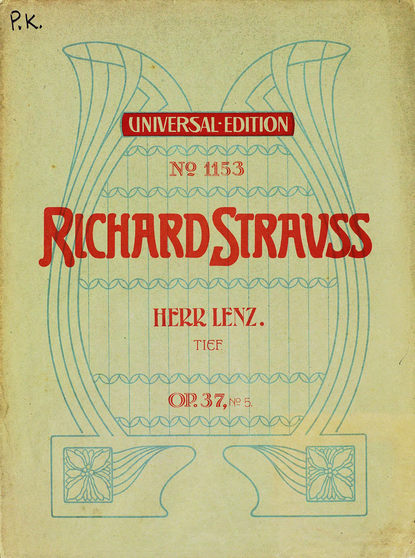 P.K.
UNIVERSAL-EDITION
No 1153
RICHARD STRAUSS
HERR LENZ.
TIEF
OP. 37, No 5.